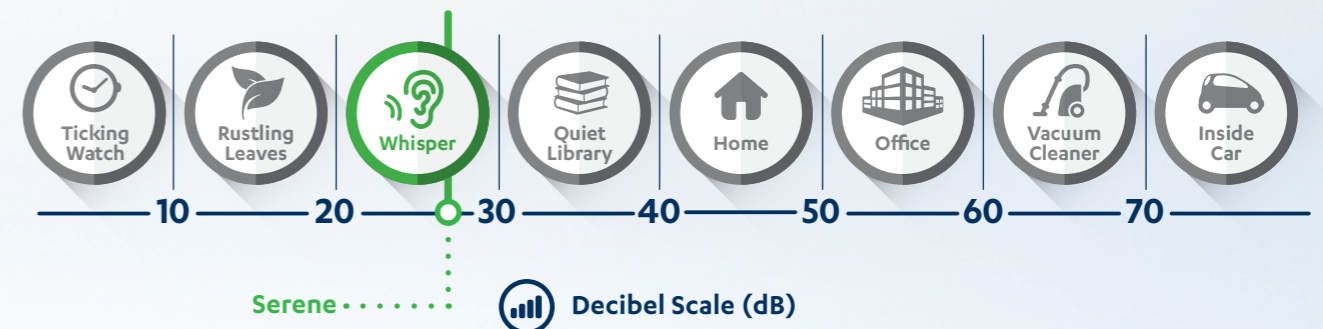 Ticking
Watch
Rustling
Leaves
Whisper
Quiet
Library
Home
Office
Vacuum
Cleaner
Inside
Car
10 20 30 40 50 60 70
Serene
Decibel Scale (dB)